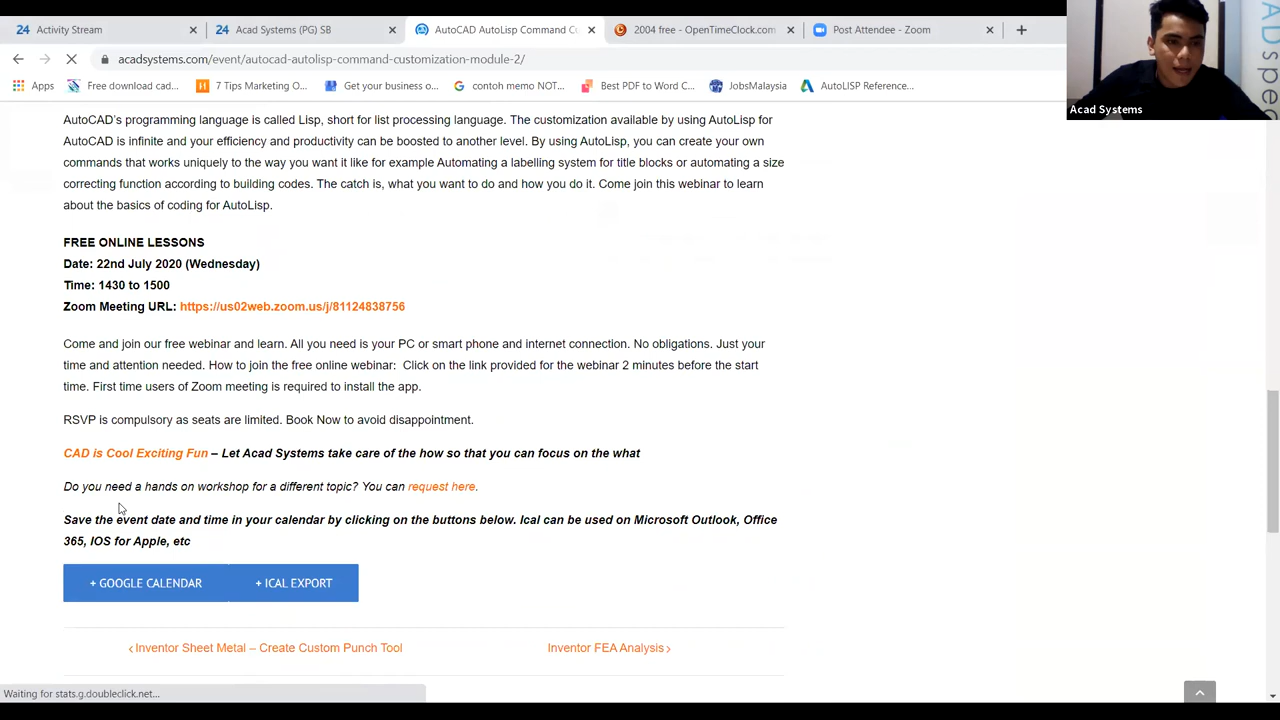 Activity Stream
Acad Systems (PG) SB
AutoCAD AutoLisp Command Cu
2004 free - OpenTimeClock.com
Post Attendee - Zoom
acadsystems.com/event/autocad-autolisp-command-customization-module-2/
Apps
Free download cad...
7 Tips Marketing O...
Get your business o...
contoh memo NOT...
Best PDF to Word C...
JobsMalaysia
AutoLISP Reference...
Acad Systems
AutoCAD's programming language is called Lisp, short for list processing language. The customization available by using AutoLisp for
AutoCAD is infinite and your efficiency and productivity can be boosted to another level. By using AutoLisp, you can create your own
commands that works uniquely to the way you want it like for example Automating a labelling system for title blocks or automating a size
correcting function according to building codes. The catch is, what you want to do and how you do it. Come join this webinar to learn
about the basics of coding for AutoLisp.
FREE ONLINE LESSONS
Date: 22nd July 2020 (Wednesday)
Time: 1430 to 1500
Zoom Meeting URL: https://us02web.zoom.us/j/81124838756
Come and join our free webinar and learn. All you need is your PC or smart phone and internet connection. No obligations. Just your
time and attention needed. How to join the free online webinar: Click on the link provided for the webinar 2 minutes before the start
time. First time users of Zoom meeting is required to install the app.
RSVP is compulsory as seats are limited. Book Now to avoid disappointment.
CAD is Cool Exciting Fun – Let Acad Systems take care of the how so that you can focus on the what
Do you need a hands on workshop for a different topic? You can request here.
Save the event date and time in your calendar by clicking on the buttons below. Ical can be used on Microsoft Outlook, Office
365, IOS for Apple, etc
+ GOOGLE CALENDAR
+ ICAL EXPORT
‹ Inventor Sheet Metal – Create Custom Punch Tool
Inventor FEA Analysis ›
Waiting for stats.g.doubleclick.net...